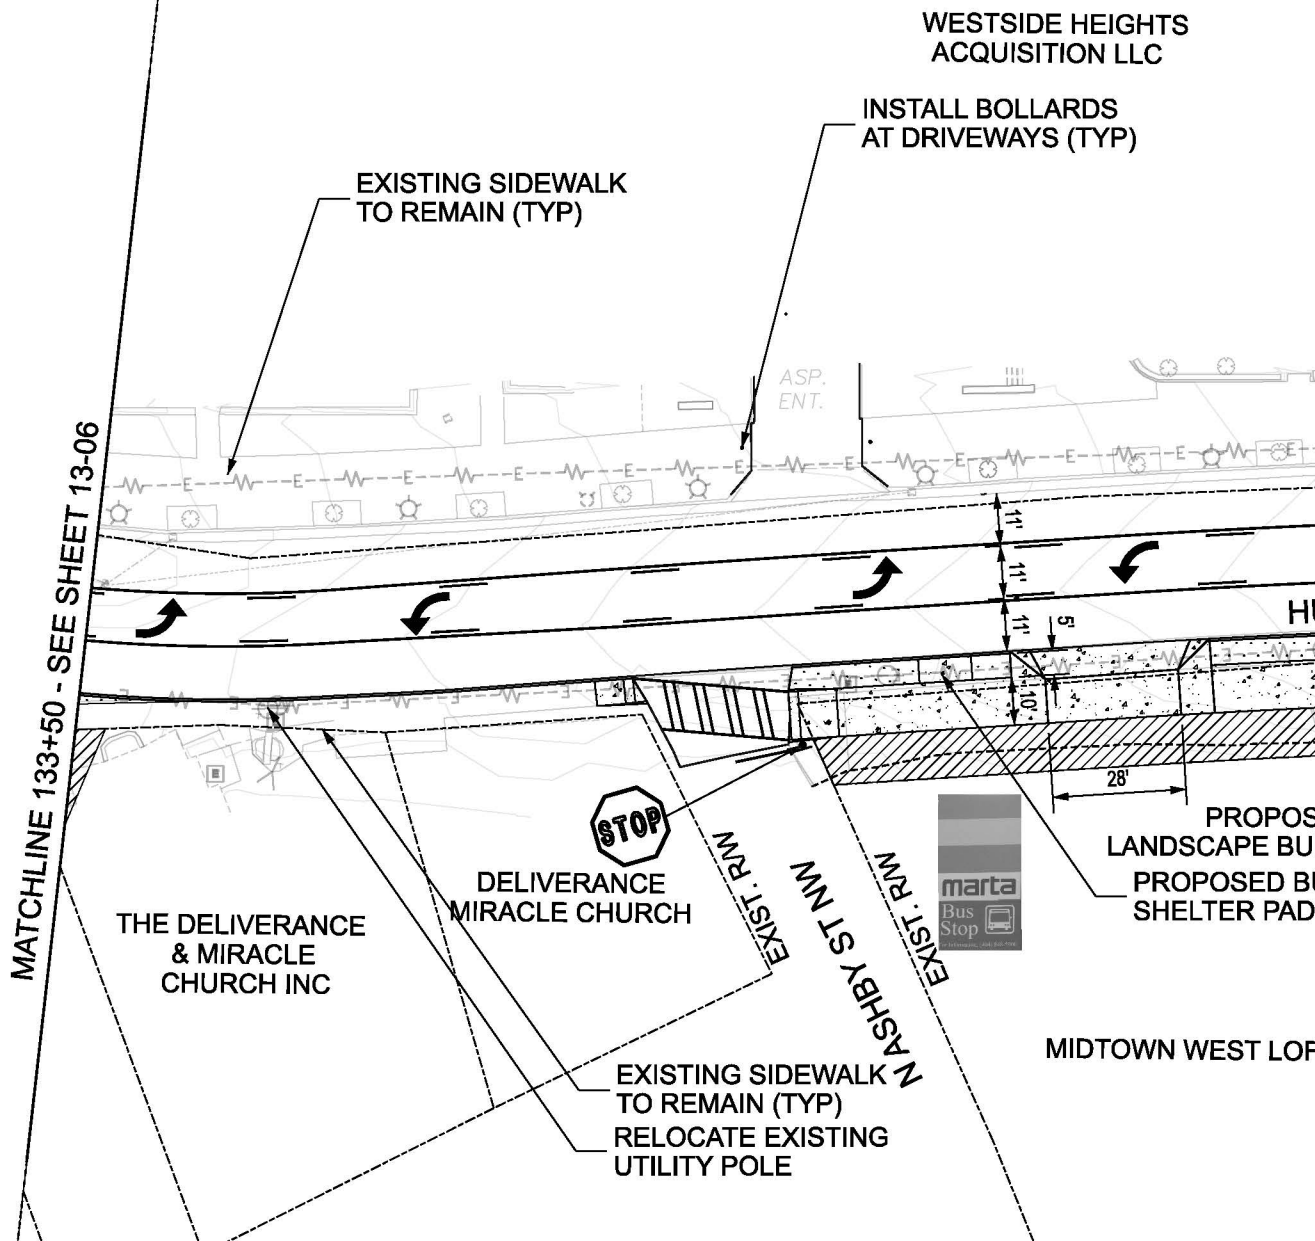 WESTSIDE HEIGHTS
ACQUISITION LLC
INSTALL BOLLARDS
AT DRIVEWAYS (TYP)
EXISTING SIDEWALK
TO REMAIN (TYP)
ASP.
ENT.
MATCHLINE 133+50 - SEE SHEET 13-06
E E E E E E E E E
11'
11'
11'
5'
HU
10'
28'
E E E E
E
STOP
PROPOS
LANDSCAPE BU
PROPOSED BU
SHELTER PAD
marta
Bus
Stop
DELIVERANCE
MIRACLE CHURCH
EXIST. R/W
N ASHBY ST NW
EXIST. R/W
THE DELIVERANCE
& MIRACLE
CHURCH INC
MIDTOWN WEST LOF
EXISTING SIDEWALK
TO REMAIN (TYP)
RELOCATE EXISTING
UTILITY POLE